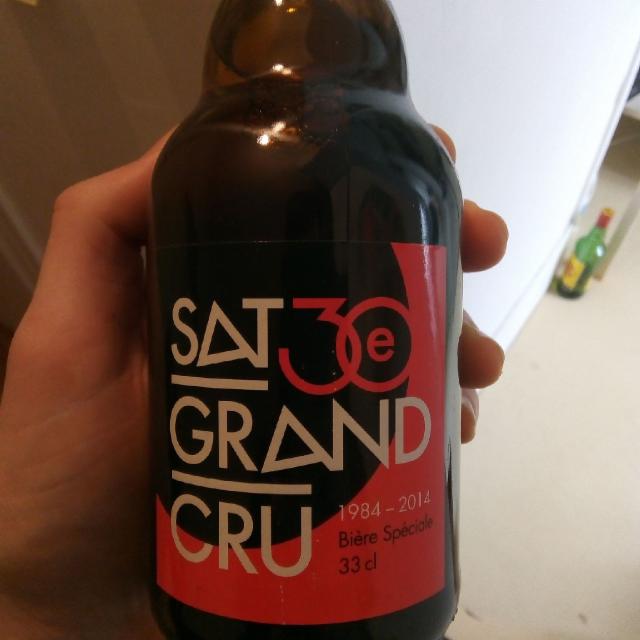 SAT 30e
GRAND
CRU
1984 – 2014
Bière Spéciale
33 cl